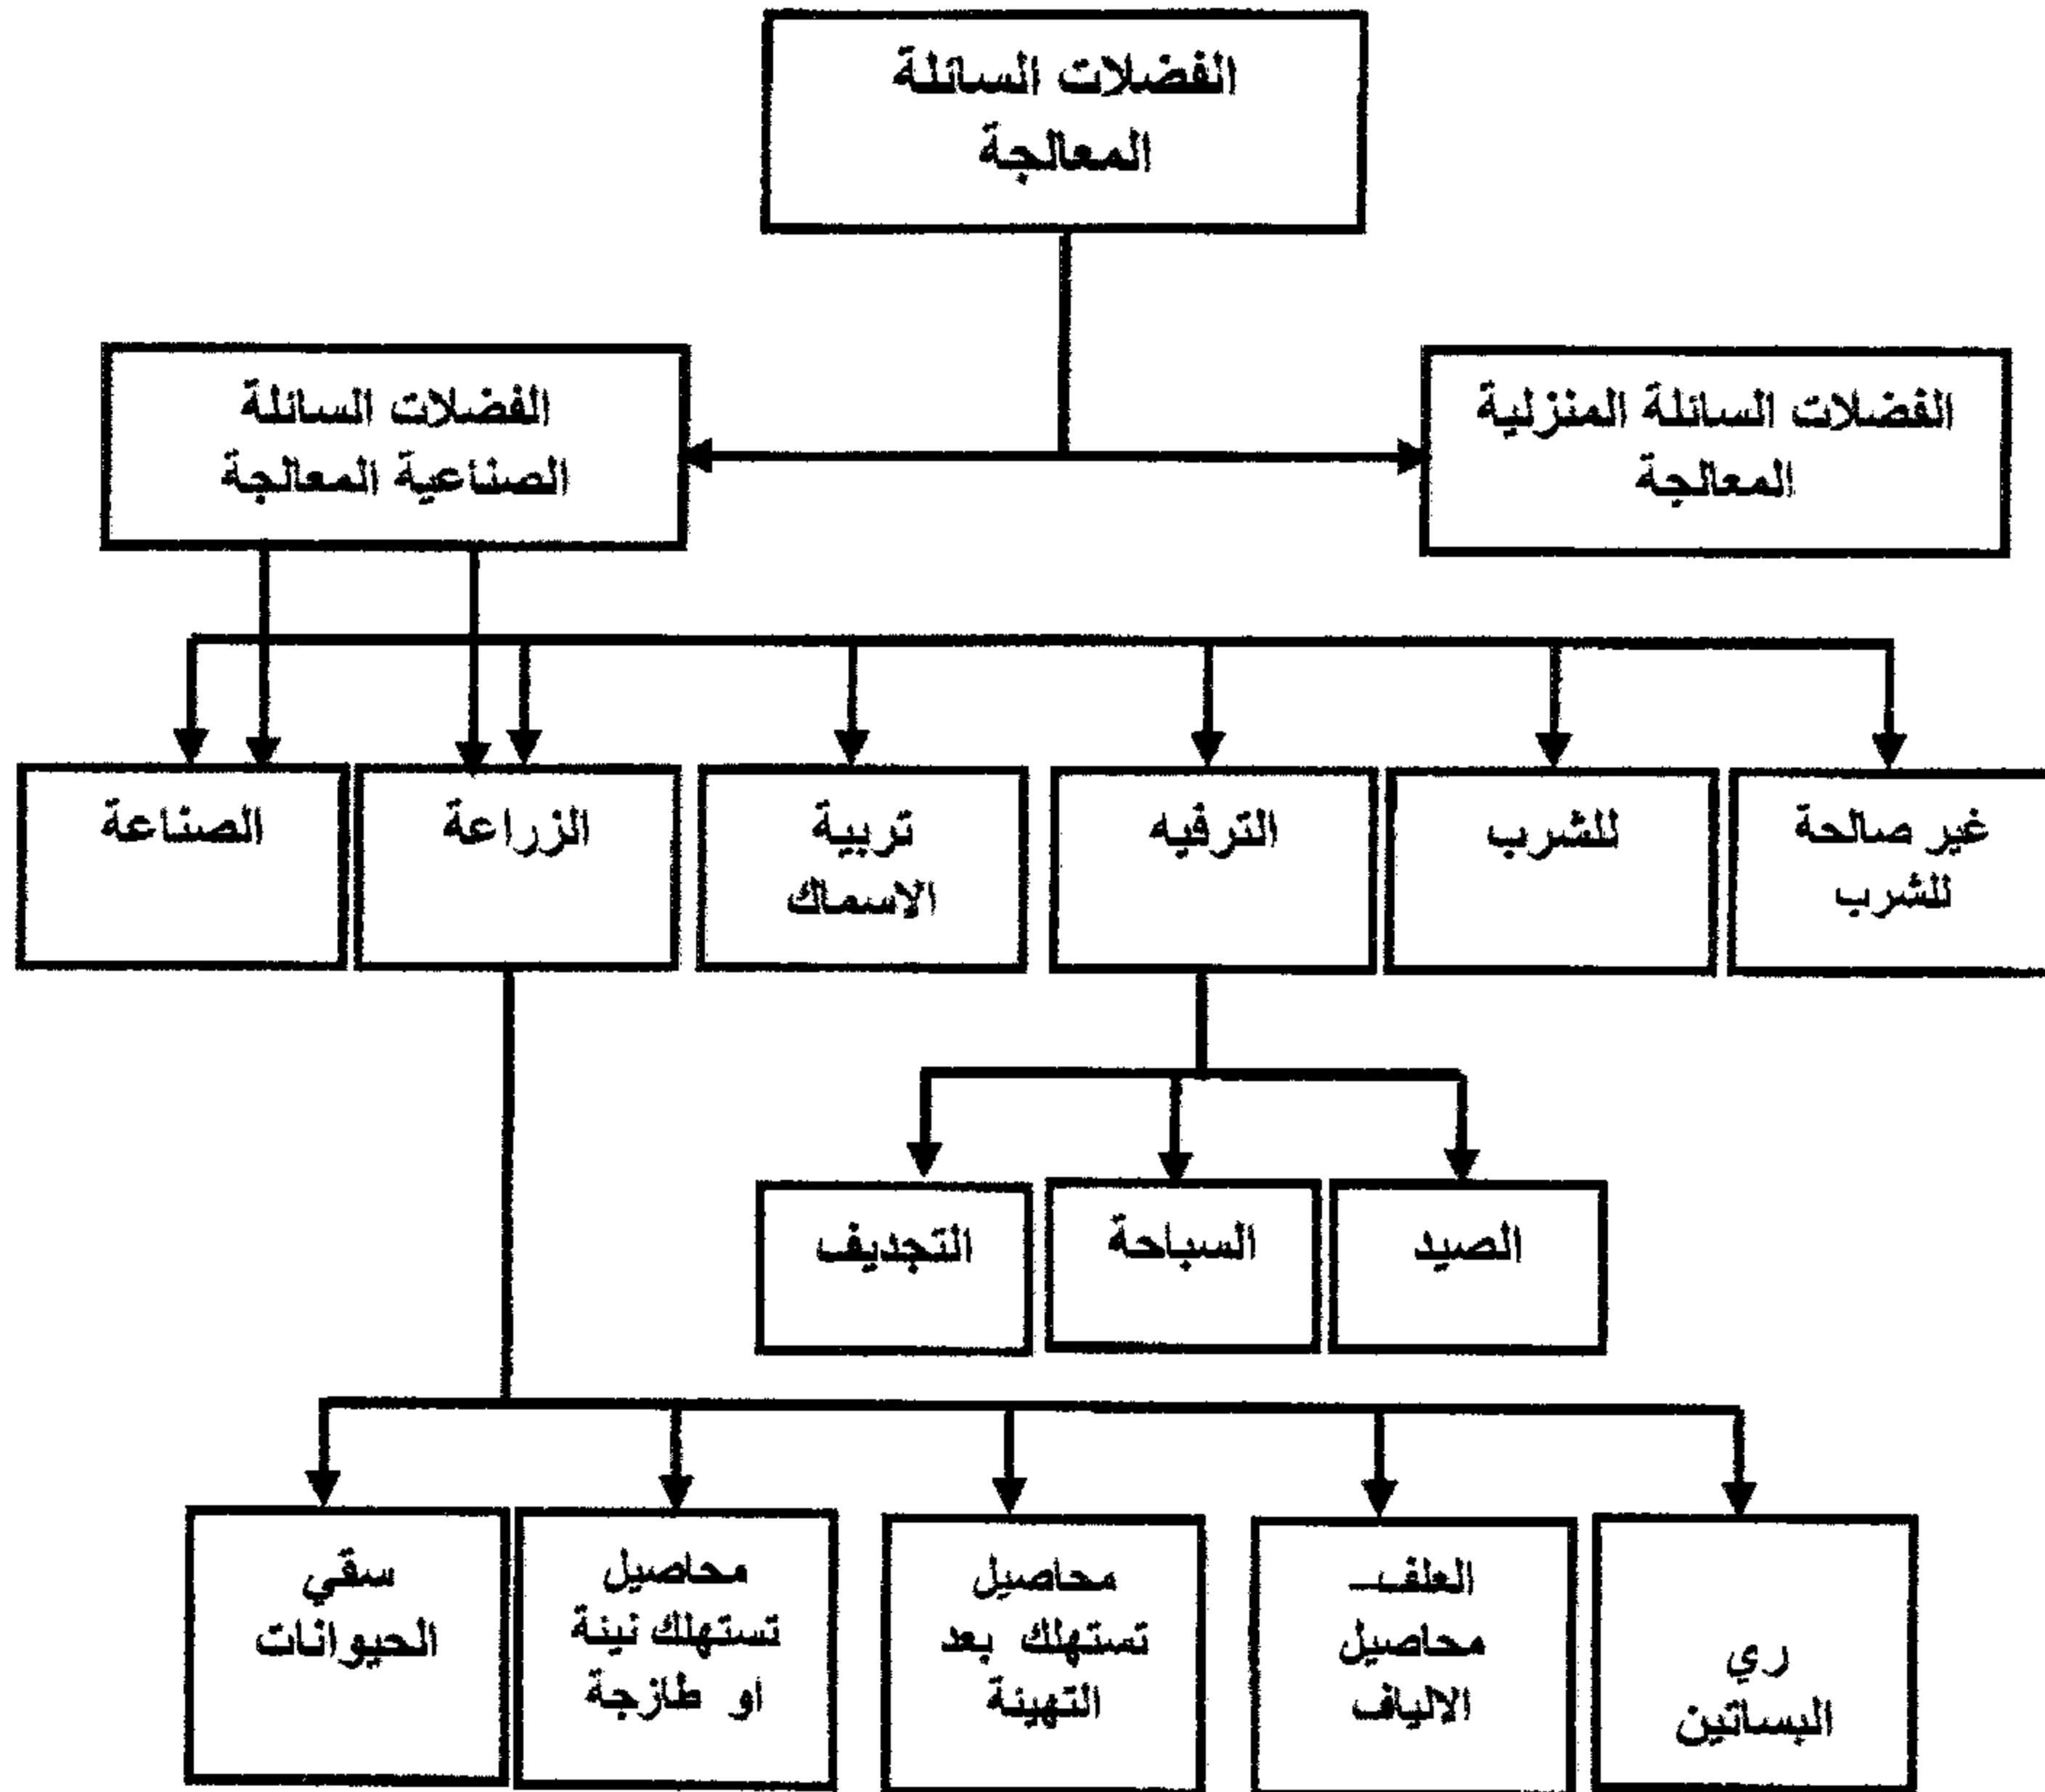 الفضلات السائلة
المعالجة
الفضلات السائلة المنزلية
المعالجة
الفضلات السائلة
الصناعية المعالجة
غير صالحة
للشرب
للشرب
الترفيه
تربية
الاسماك
الزراعة
الصناعة
الصيد
السباحة
التجديف
ري
البساتين
العلف–
محاصيل
الالياف
محاصيل
تستهلك بعد
التهيئة
محاصيل
تستهلك نيئة
او طازجة
سقي
الحيوانات